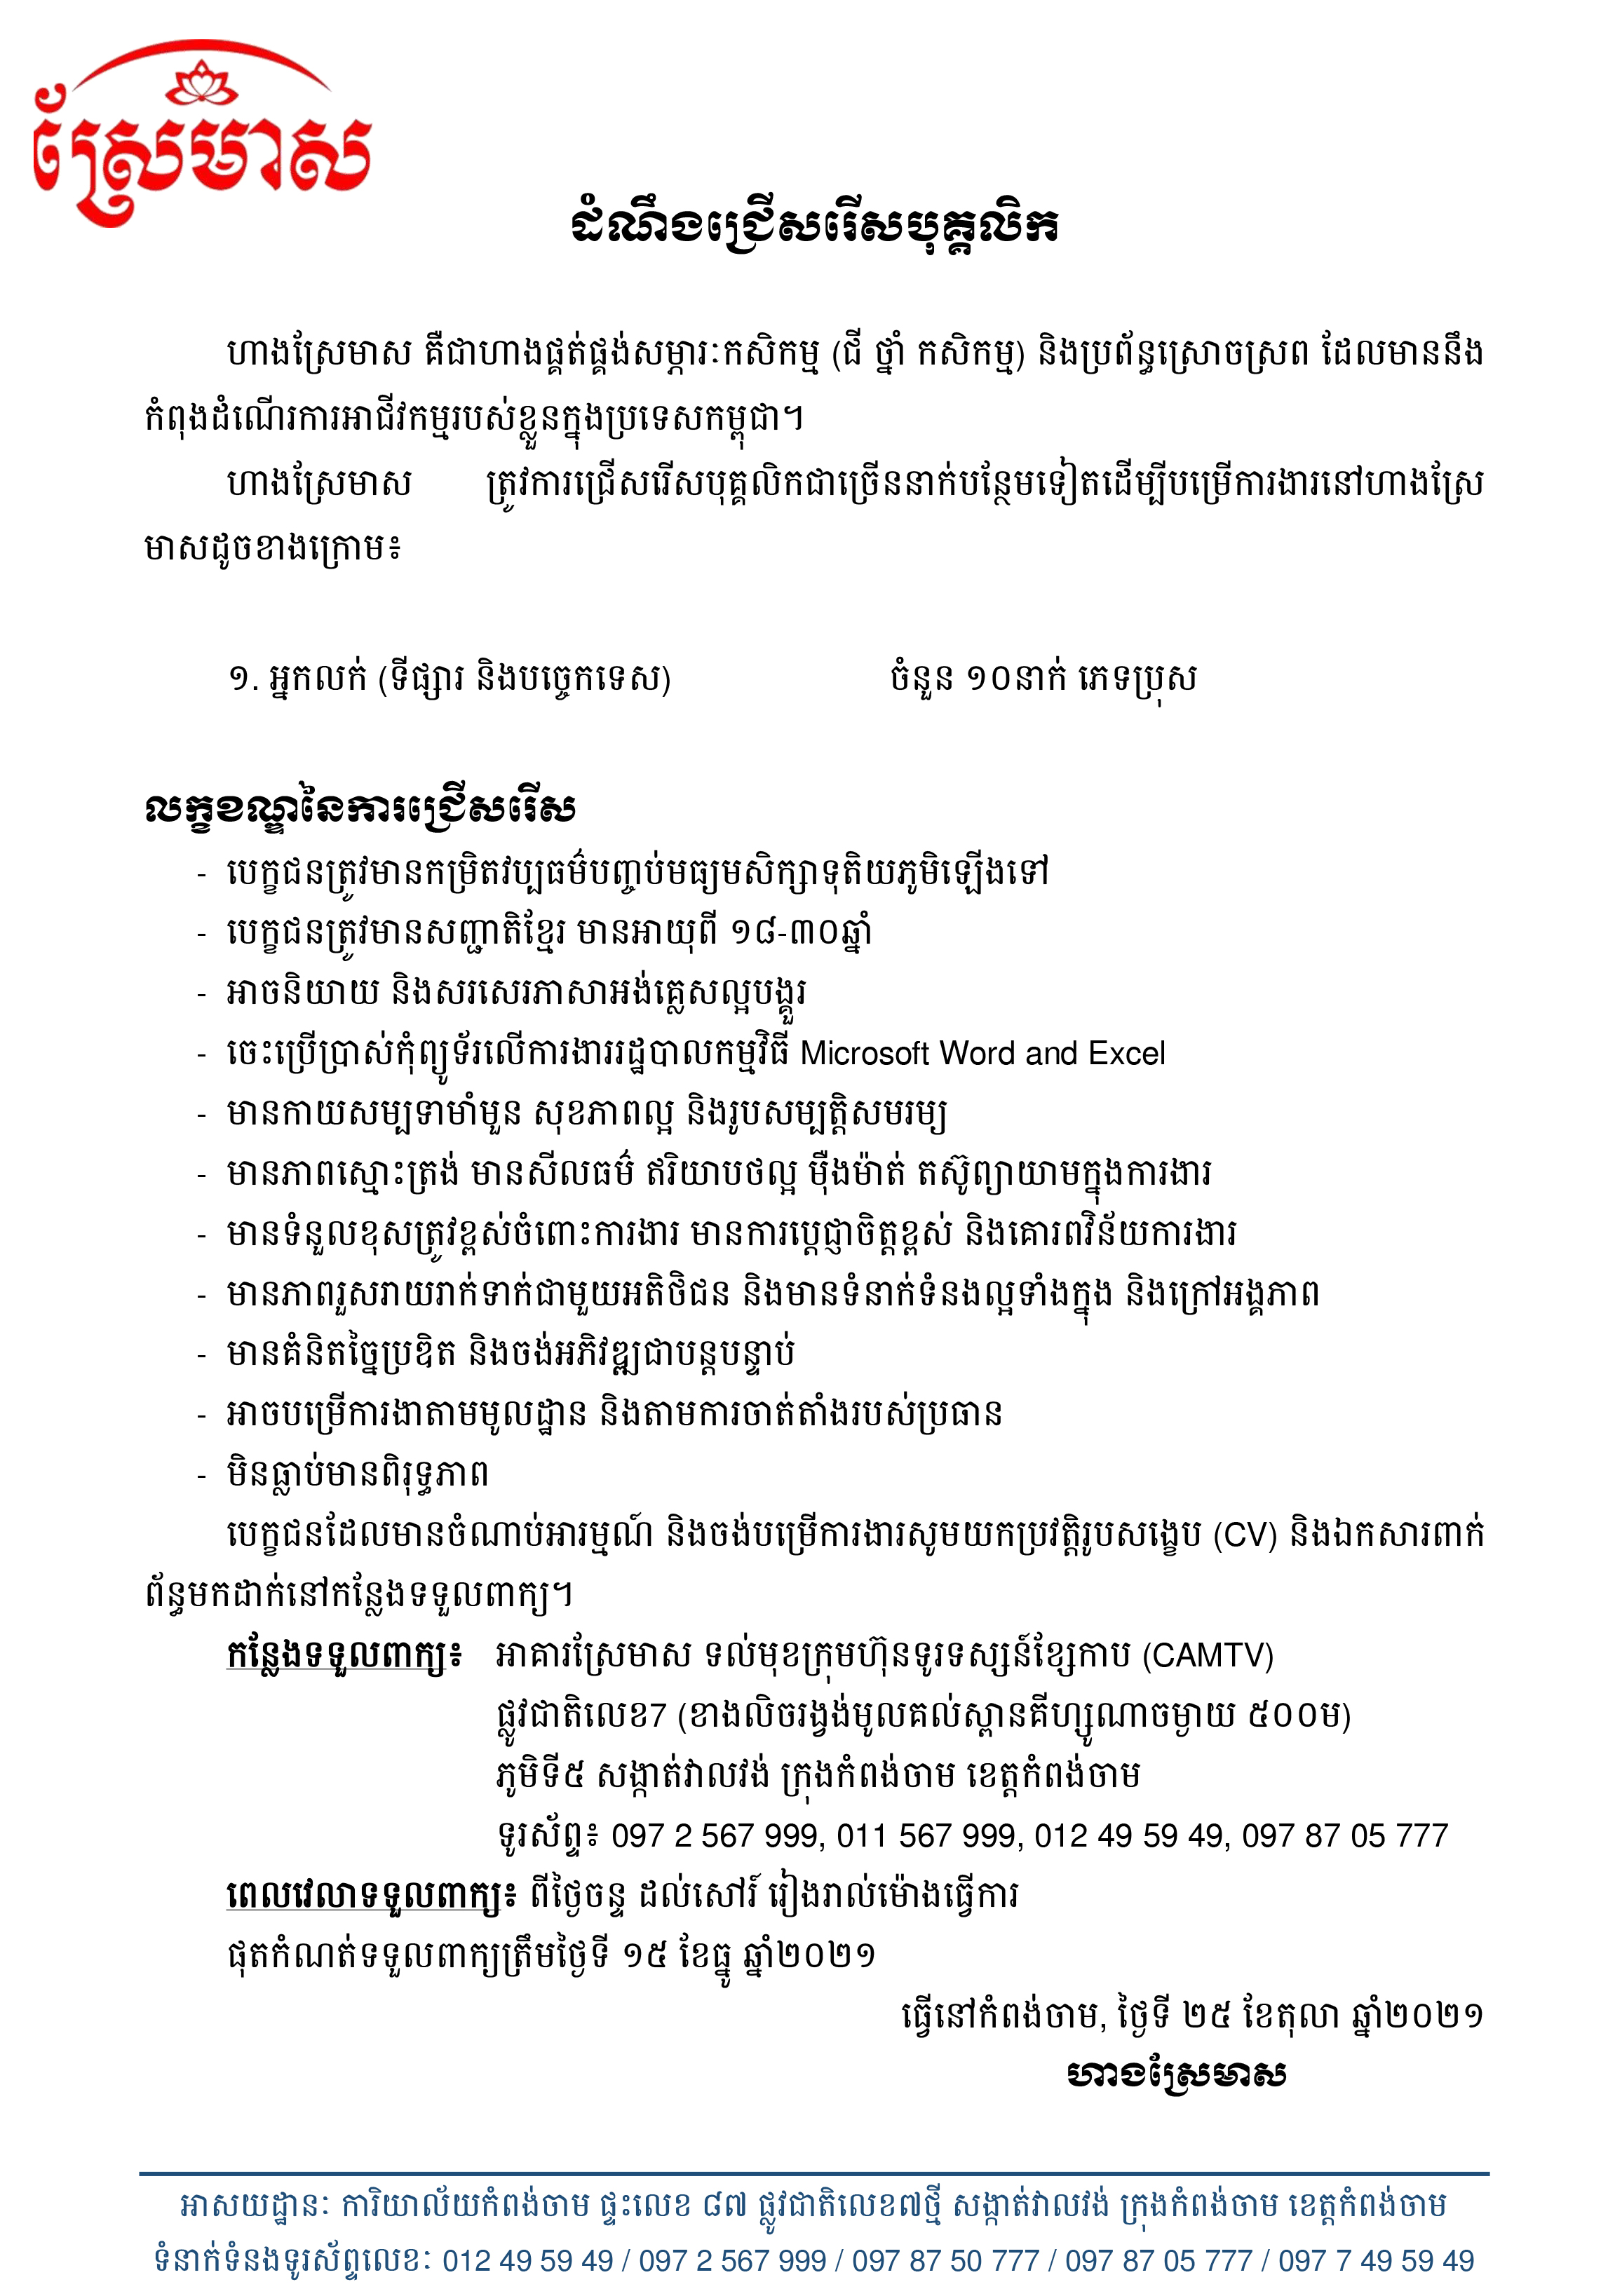 ស្រែមាស
ដំណឹងជ្រើសរើសបុគ្គលិក
ហាងស្រែមាស គឺជាហាងផ្គត់ផ្គង់សម្ភារៈកសិកម្ម (ជី ថ្នាំ កសិកម្ម) និងប្រព័ន្ធស្រោចស្រព ដែលមាននឹង
កំពុងដំណើរការអាជីវកម្មរបស់ខ្លួនក្នុងប្រទេសកម្ពុជា។
ហាងស្រែមាស ត្រូវការជ្រើសរើសបុគ្គលិកជាច្រើននាក់បន្ថែមទៀតដើម្បីបម្រើការងារនៅហាងស្រែ
មាសដូចខាងក្រោម៖
១. អ្នកលក់ (ទីផ្សារ និងបច្ចេកទេស) ចំនួន ១០នាក់ ភេទប្រុស
លក្ខខណ្ឌនៃការជ្រើសរើស
- បេក្ខជនត្រូវមានកម្រិតវប្បធម៌បញ្ចប់មធ្យមសិក្សាទុតិយភូមិឡើងទៅ
- បេក្ខជនត្រូវមានសញ្ជាតិខ្មែរ មានអាយុពី ១៨-៣០ឆ្នាំ
- អាចនិយាយ និងសរសេរភាសាអង់គ្លេសល្អបង្គួរ
- ចេះប្រើប្រាស់កុំព្យូទ័រលើការងាររដ្ឋបាលកម្មវិធី Microsoft Word and Excel
- មានកាយសម្បទាមាំមួន សុខភាពល្អ និងរូបសម្បត្តិសមរម្យ
- មានភាពស្មោះត្រង់ មានសីលធម៌ ឥរិយាបថល្អ ម៉ឺងម៉ាត់ តស៊ូព្យាយាមក្នុងការងារ
- មានទំនួលខុសត្រូវខ្ពស់ចំពោះការងារ មានការប្តេជ្ញាចិត្តខ្ពស់ និងគោរពវិន័យការងារ
- មានភាពរួសរាយរាក់ទាក់ជាមួយអតិថិជន និងមានទំនាក់ទំនងល្អទាំងក្នុង និងក្រៅអង្គភាព
- មានគំនិតច្នៃប្រឌិត និងចង់អភិវឌ្ឍជាបន្តបន្ទាប់
- អាចបម្រើការងាតាមមូលដ្ឋាន និងតាមការចាត់តាំងរបស់ប្រធាន
- មិនធ្លាប់មានពិរុទ្ធភាព
បេក្ខជនដែលមានចំណាប់អារម្មណ៍ និងចង់បម្រើការងារសូមយកប្រវត្តិរូបសង្ខេប (CV) និងឯកសារពាក់
ព័ន្ធមកដាក់នៅកន្លែងទទួលពាក្យ។
កន្លែងទទួលពាក្យ៖ អាគារស្រែមាស ទល់មុខក្រុមហ៊ុនទូរទស្សន៍ខ្សែកាប (CAMTV)
ផ្លូវជាតិលេខ7 (ខាងលិចរង្វង់មូលគល់ស្ពានគីហ្សូណាចម្ងាយ ៥០០ម)
ភូមិទី៥ សង្កាត់វាលវង់ ក្រុងកំពង់ចាម ខេត្តកំពង់ចាម
ទូរស័ព្ទ៖ 097 2 567 999, 011 567 999, 012 49 59 49, 097 87 05 777
ពេលវេលាទទួលពាក្យ៖ ពីថ្ងៃចន្ទ ដល់សៅរ៍ រៀងរាល់ម៉ោងធ្វើការ
ផុតកំណត់ទទួលពាក្យត្រឹមថ្ងៃទី ១៥ ខែធ្នូ ឆ្នាំ២០២១
ធ្វើនៅកំពង់ចាម, ថ្ងៃទី ២៥ ខែតុលា ឆ្នាំ២០២១
ហាងស្រែមាស
អាសយដ្ឋានៈ ការិយាល័យកំពង់ចាម ផ្ទះលេខ ៨៧ ផ្លូវជាតិលេខ៧ថ្មី សង្កាត់វាលវង់ ក្រុងកំពង់ចាម ខេត្តកំពង់ចាម
ទំនាក់ទំនងទូរស័ព្ទលេខៈ 012 49 59 49 / 097 2 567 999 / 097 87 50 777 / 097 87 05 777 / 097 7 49 59 49